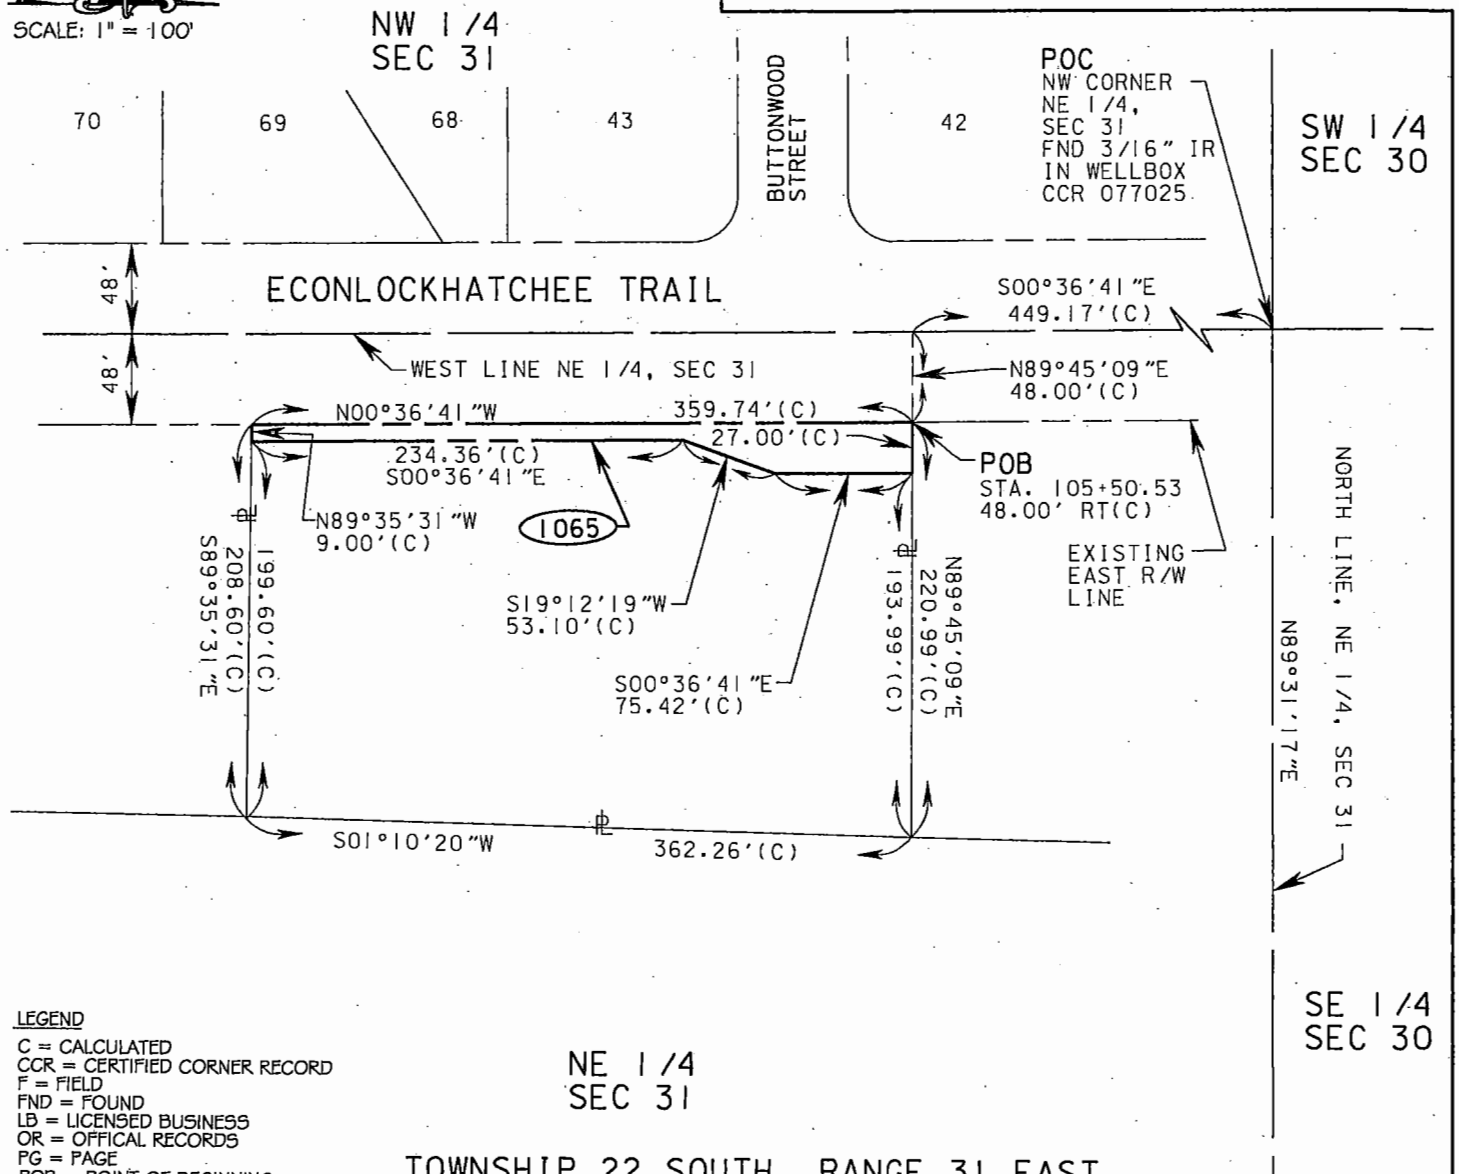 SCALE: 1" = 100'
NW 1/4
SEC 31
70
69
68
43
BUTTONWOOD
STREET
42
POC
NW CORNER
NE 1/4,
SEC 31
FND 3/16" IR
IN WELLBOX
CCR 077025
SW 1/4
SEC 30
48'
ECONLOCKHATCHEE TRAIL
S00°36'41"E
449.17'(C)
48'
WEST LINE NE 1/4, SEC 31
N89°45'09"E
48.00'(C)
N00°36'41"W
359.74'(C)
27.00'(C)
234.36'(C)
S00°36'41"E
POB
STA. 105+50.53
48.00' RT(C)
N89°35'31"W
9.00'(C)
1065
EXISTING
EAST R/W
LINE
S19°12'19"W
53.10'(C)
S00°36'41"E
75.42'(C)
199.60'(C)
208.60'(C)
S89°35'31"E
N89°45'09"E
220.99'(C)
193.99'(C)
NORTH LINE, NE 1/4, SEC 31
N89°31'17"E
PL
PL
PL
S01°10'20"W
362.26'(C)
SE 1/4
SEC 30
NE 1/4
SEC 31
LEGEND
C = CALCULATED
CCR = CERTIFIED CORNER RECORD
F = FIELD
FND = FOUND
LB = LICENSED BUSINESS
OR = OFFICAL RECORDS
PG = PAGE
POB = POINT OF BEGINNING
TOWNSHIP 22 SOUTH, RANGE 31 EAST